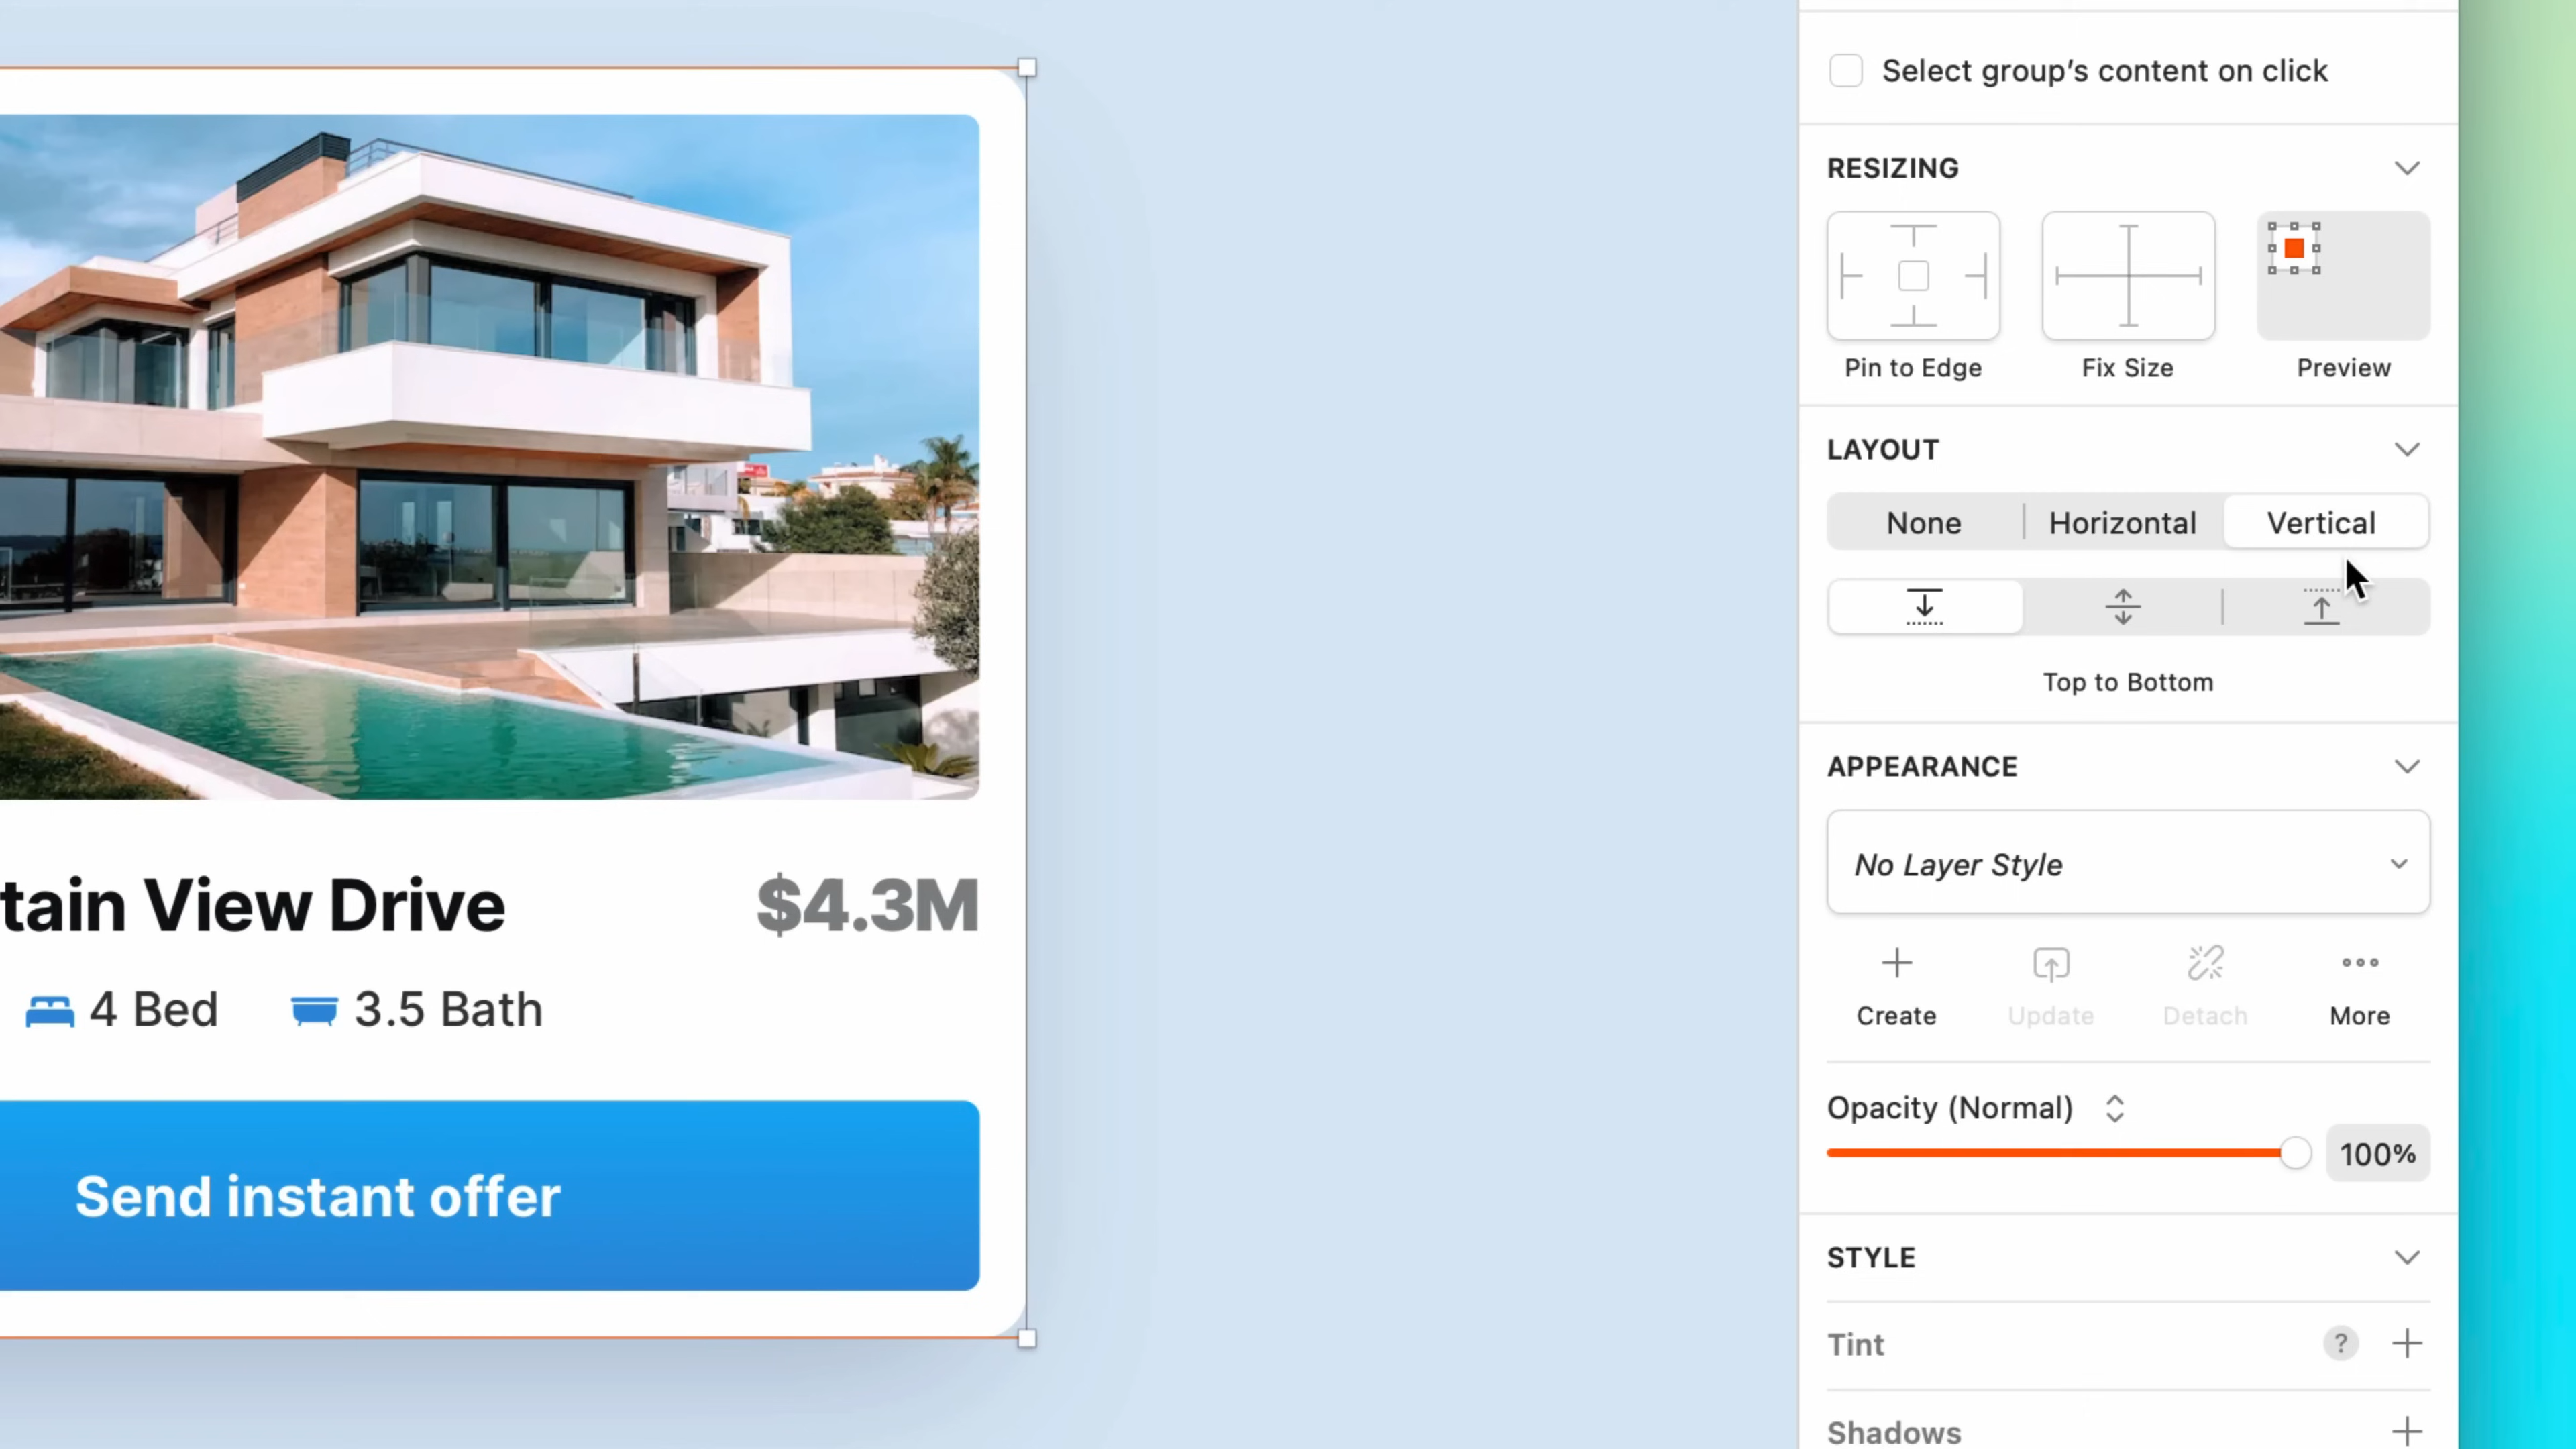 Select group’s content on click
RESIZING
Pin to Edge
Fix Size
Preview
LAYOUT
None
Horizontal
Vertical
Top to Bottom
APPEARANCE
No Layer Style
Create
Update
Detach
More
Opacity (Normal)
100%
STYLE
Tint
?
Shadows
tain View Drive
$4.3M
4 Bed
3.5 Bath
Send instant offer